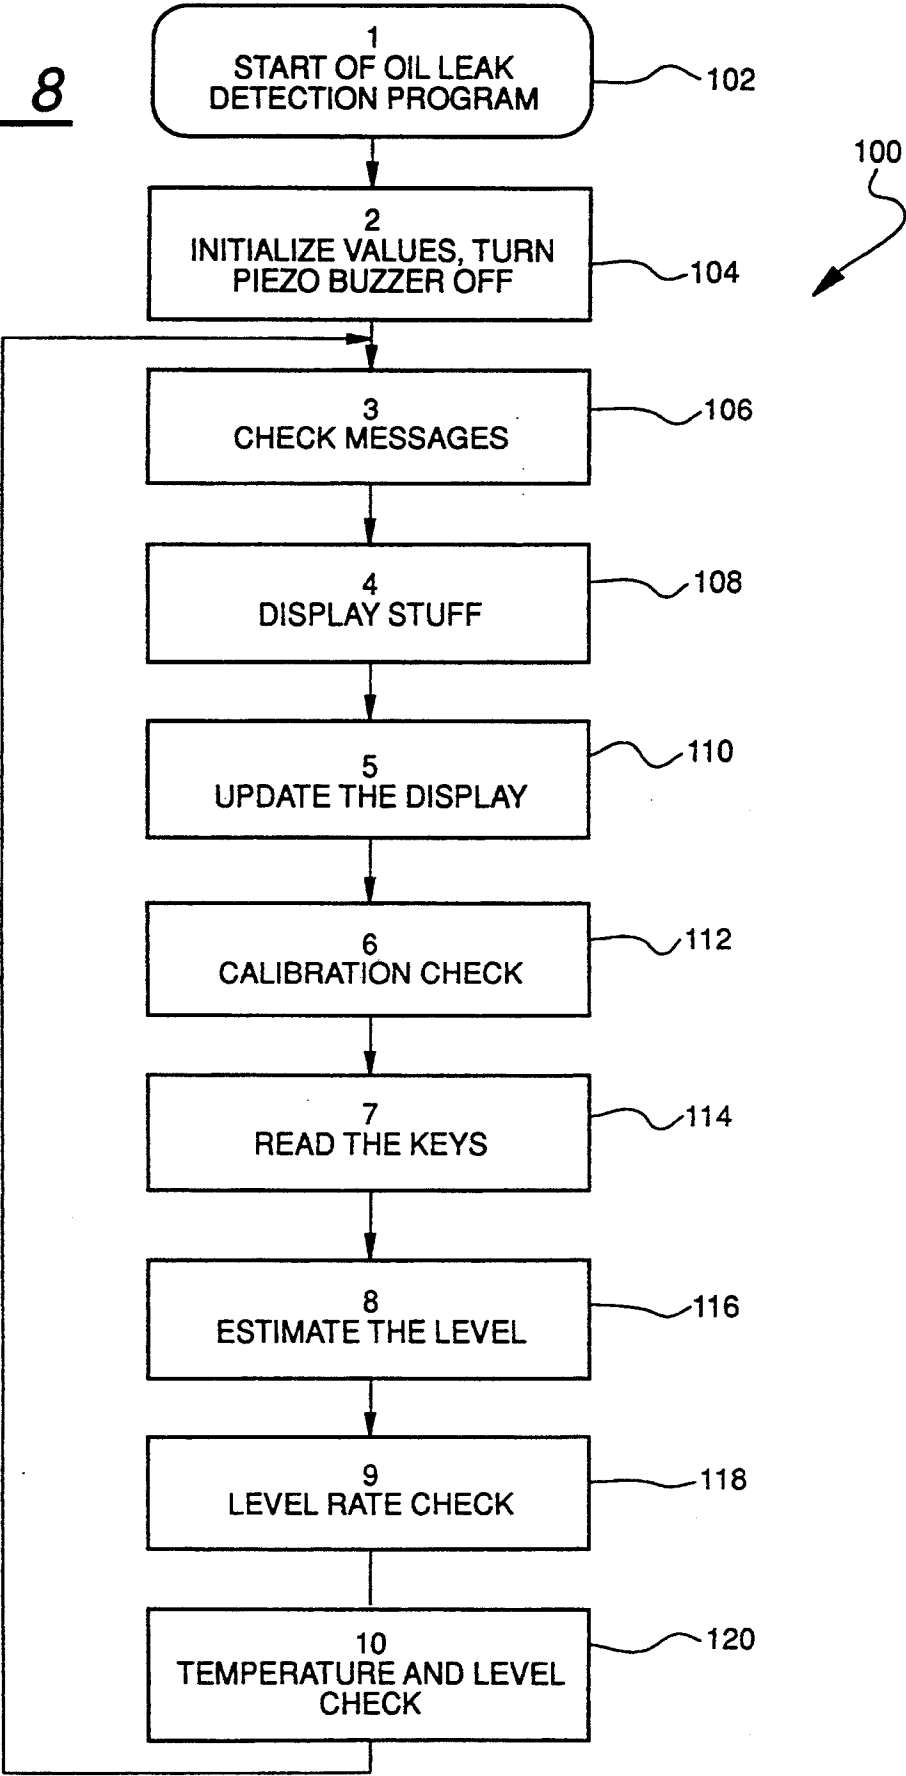 8
1
START OF OIL LEAK
DETECTION PROGRAM
102
100
2
INITIALIZE VALUES, TURN
PIEZO BUZZER OFF
104
3
CHECK MESSAGES
106
4
DISPLAY STUFF
108
5
UPDATE THE DISPLAY
110
6
CALIBRATION CHECK
112
7
READ THE KEYS
114
8
ESTIMATE THE LEVEL
116
9
LEVEL RATE CHECK
118
10
TEMPERATURE AND LEVEL
CHECK
120